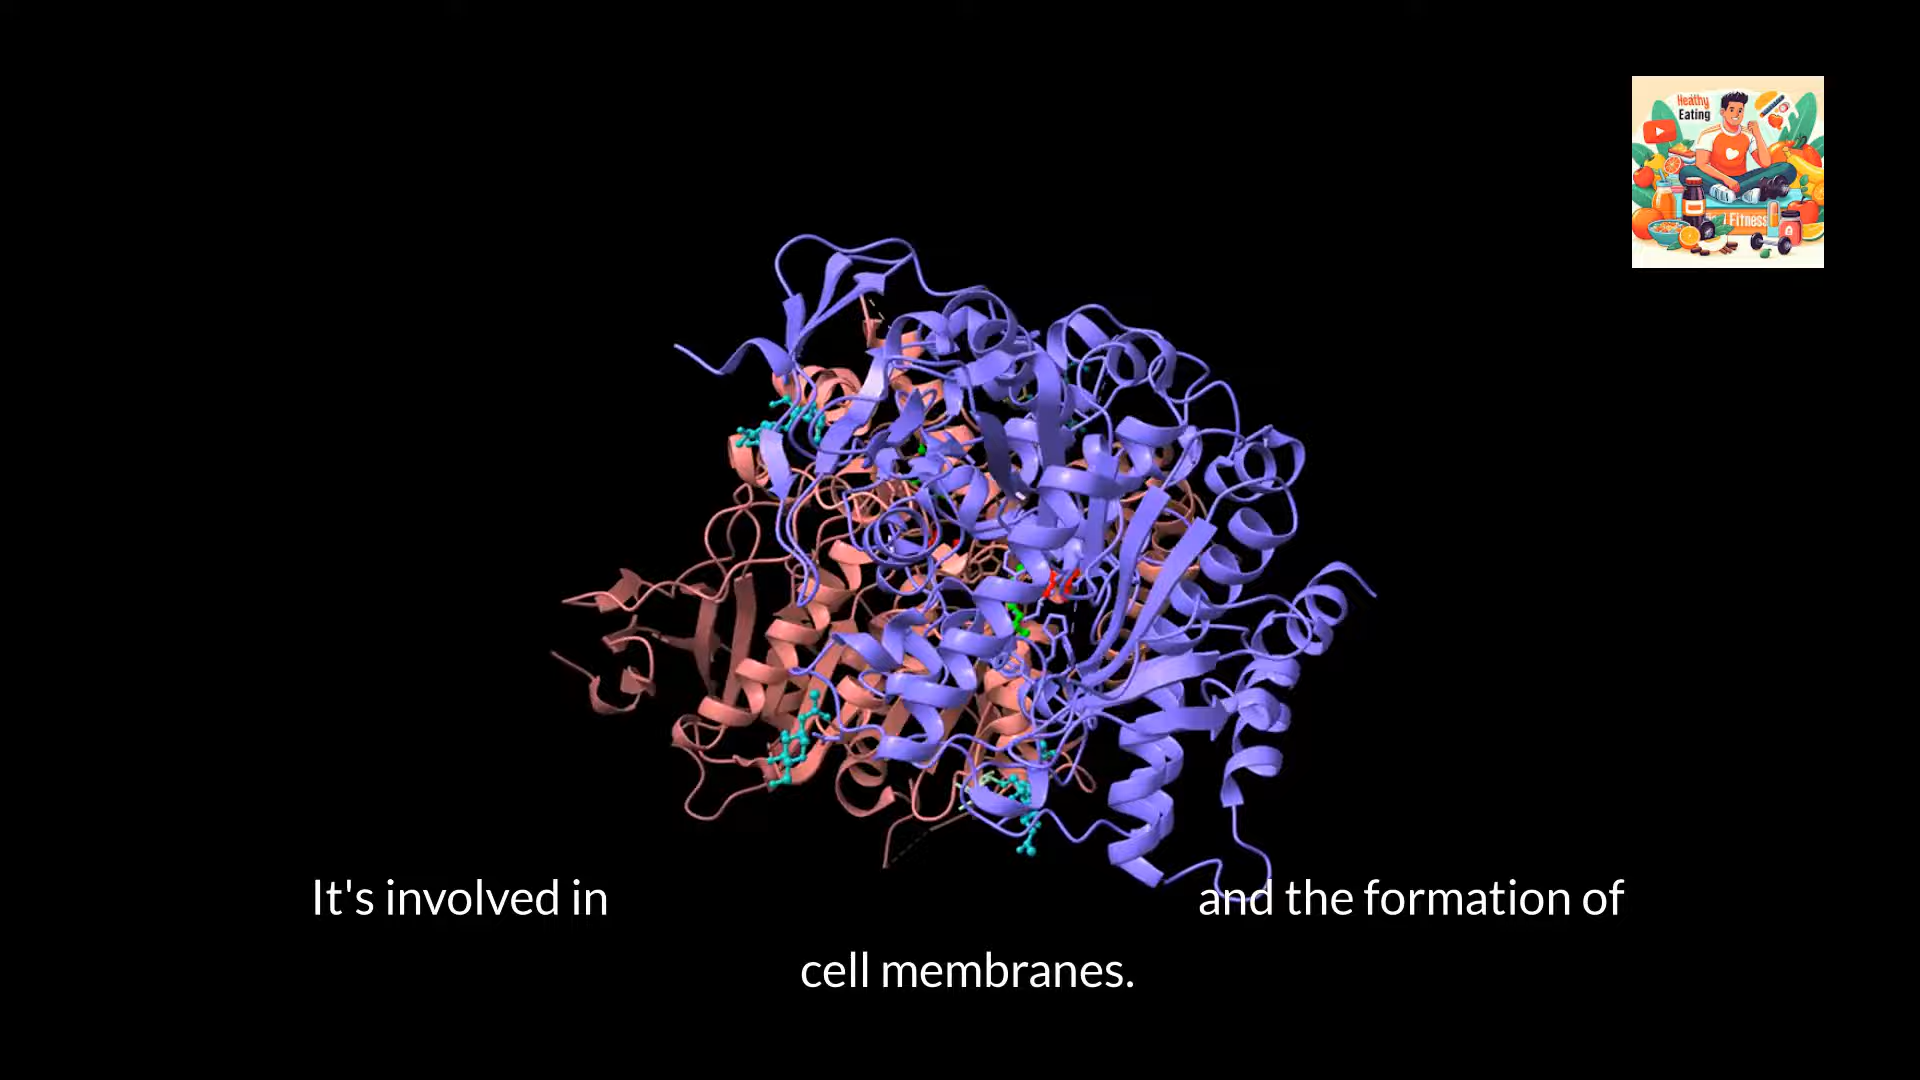 Healthy
Eating
Fitness
It's involved in and the formation of
cell membranes.